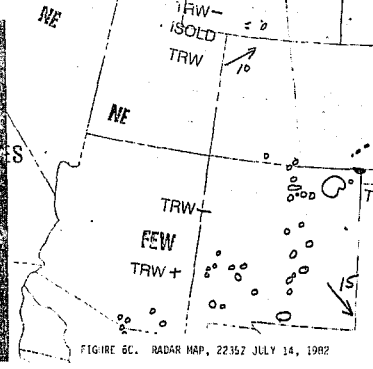 NE
TRW-
ISOLD
TRW
10
NE
S
TRW-
T
FEW
TRW+
15
FIGURE 6C. RADAR MAP, 2235Z JULY 14, 1982